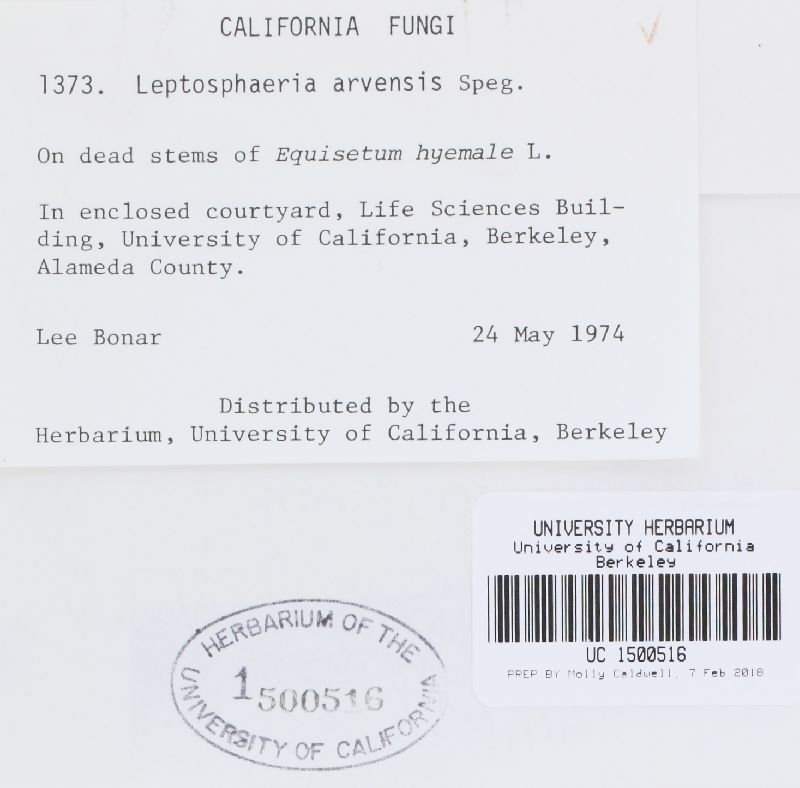 CALIFORNIA FUNGI
1373. Leptosphaeria arvensis Speg.
On dead stems of Equisetum hyemale L.
In enclosed courtyard, Life Sciences Buil-
ding, University of California, Berkeley,
Alameda County.
Lee Bonar 24 May 1974
Distributed by the
Herbarium, University of California, Berkeley
UNIVERSITY HERBARIUM
University of California
Berkeley
UC 1500516
PREP BY Molly Caldwell, 7 Feb 2018
HERBARIUM OF THE
1500516
UNIVERSITY OF CALIFORNIA